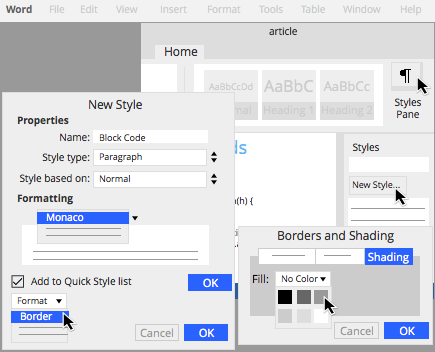 Word File Edit View Insert Format Tools Table Window Help
article
Home
AaBbCcDd AaBbC AaBbCc
Heading 1 Heading 2
Styles
Pane
New Style
Properties
Name: Block Code
Style type: Paragraph
Style based on: Normal
Formatting
Monaco
Add to Quick Style list
OK
Format
Border
Cancel OK
ds
(h) {
Styles
New Style...
Borders and Shading
Shading
Fill: No Color
Cancel OK